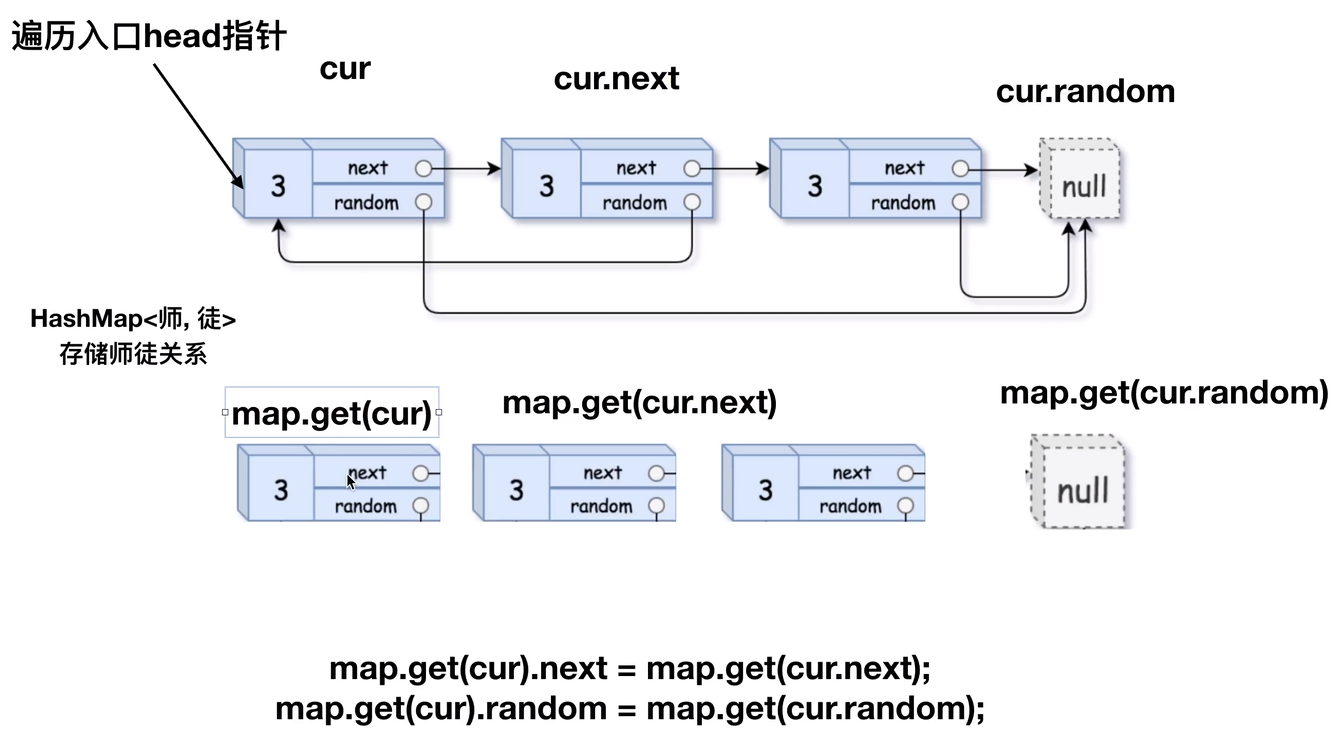 遍历入口head指针
cur
cur.next
cur.random
3
next
random
3
next
random
3
next
random
null
HashMap<师, 徒>
存储师徒关系
map.get(cur)
map.get(cur.next)
map.get(cur.random)
3
next
random
3
next
random
3
next
random
null
map.get(cur).next = map.get(cur.next);
map.get(cur).random = map.get(cur.random);